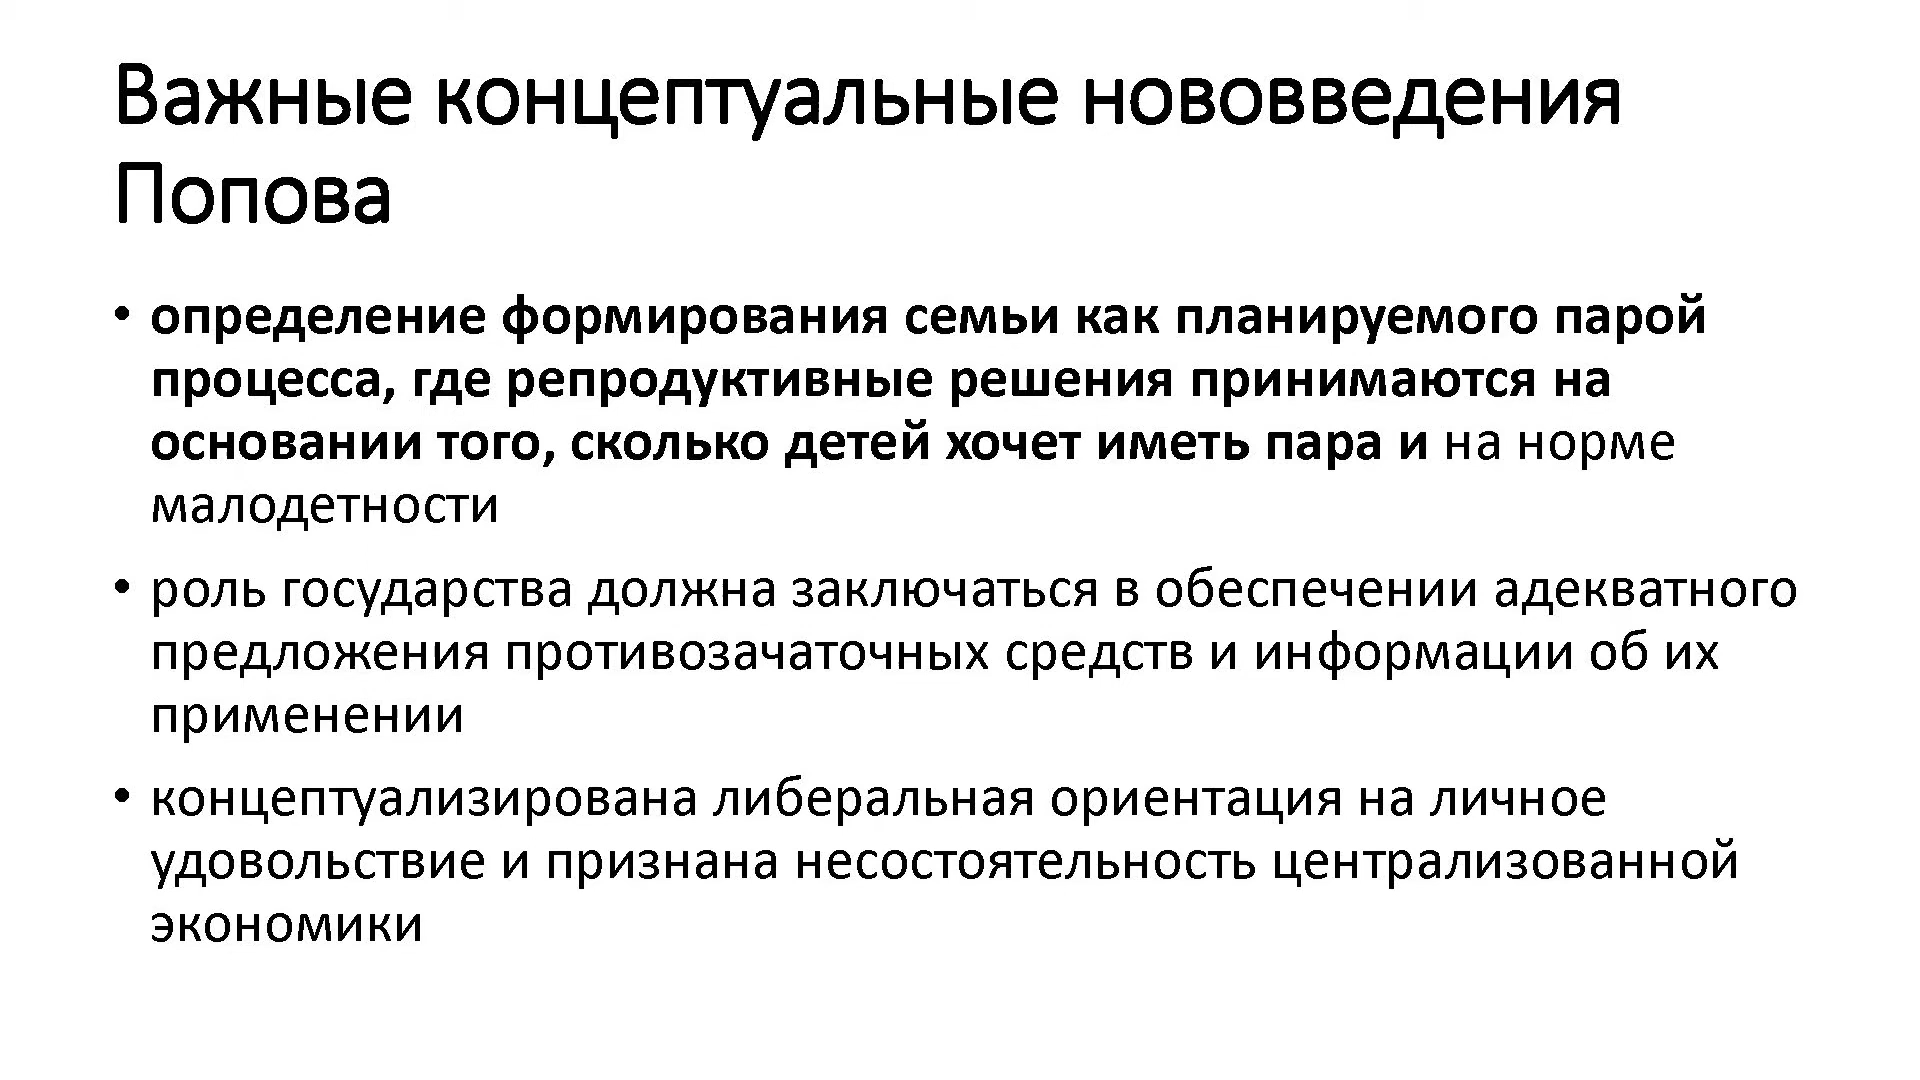 Важные концептуальные нововведения
Попова
• определение формирования семьи как планируемого парой
процесса, где репродуктивные решения принимаются на
основании того, сколько детей хочет иметь пара и на норме
малодетности
• роль государства должна заключаться в обеспечении адекватного
предложения противозачаточных средств и информации об их
применении
• концептуализирована либеральная ориентация на личное
удовольствие и признана несостоятельность централизованной
экономики